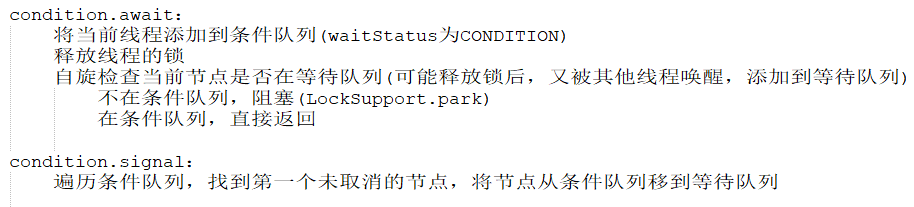 condition.await:
将当前线程添加到条件队列(waitStatus为CONDITION)
释放线程的锁
自旋检查当前节点是否在等待队列(可能释放锁后，又被其他线程唤醒，添加到等待队列)
不在条件队列，阻塞(LockSupport.park)
在条件队列，直接返回
condition.signal:
遍历条件队列，找到第一个未取消的节点，将节点从条件队列移到等待队列